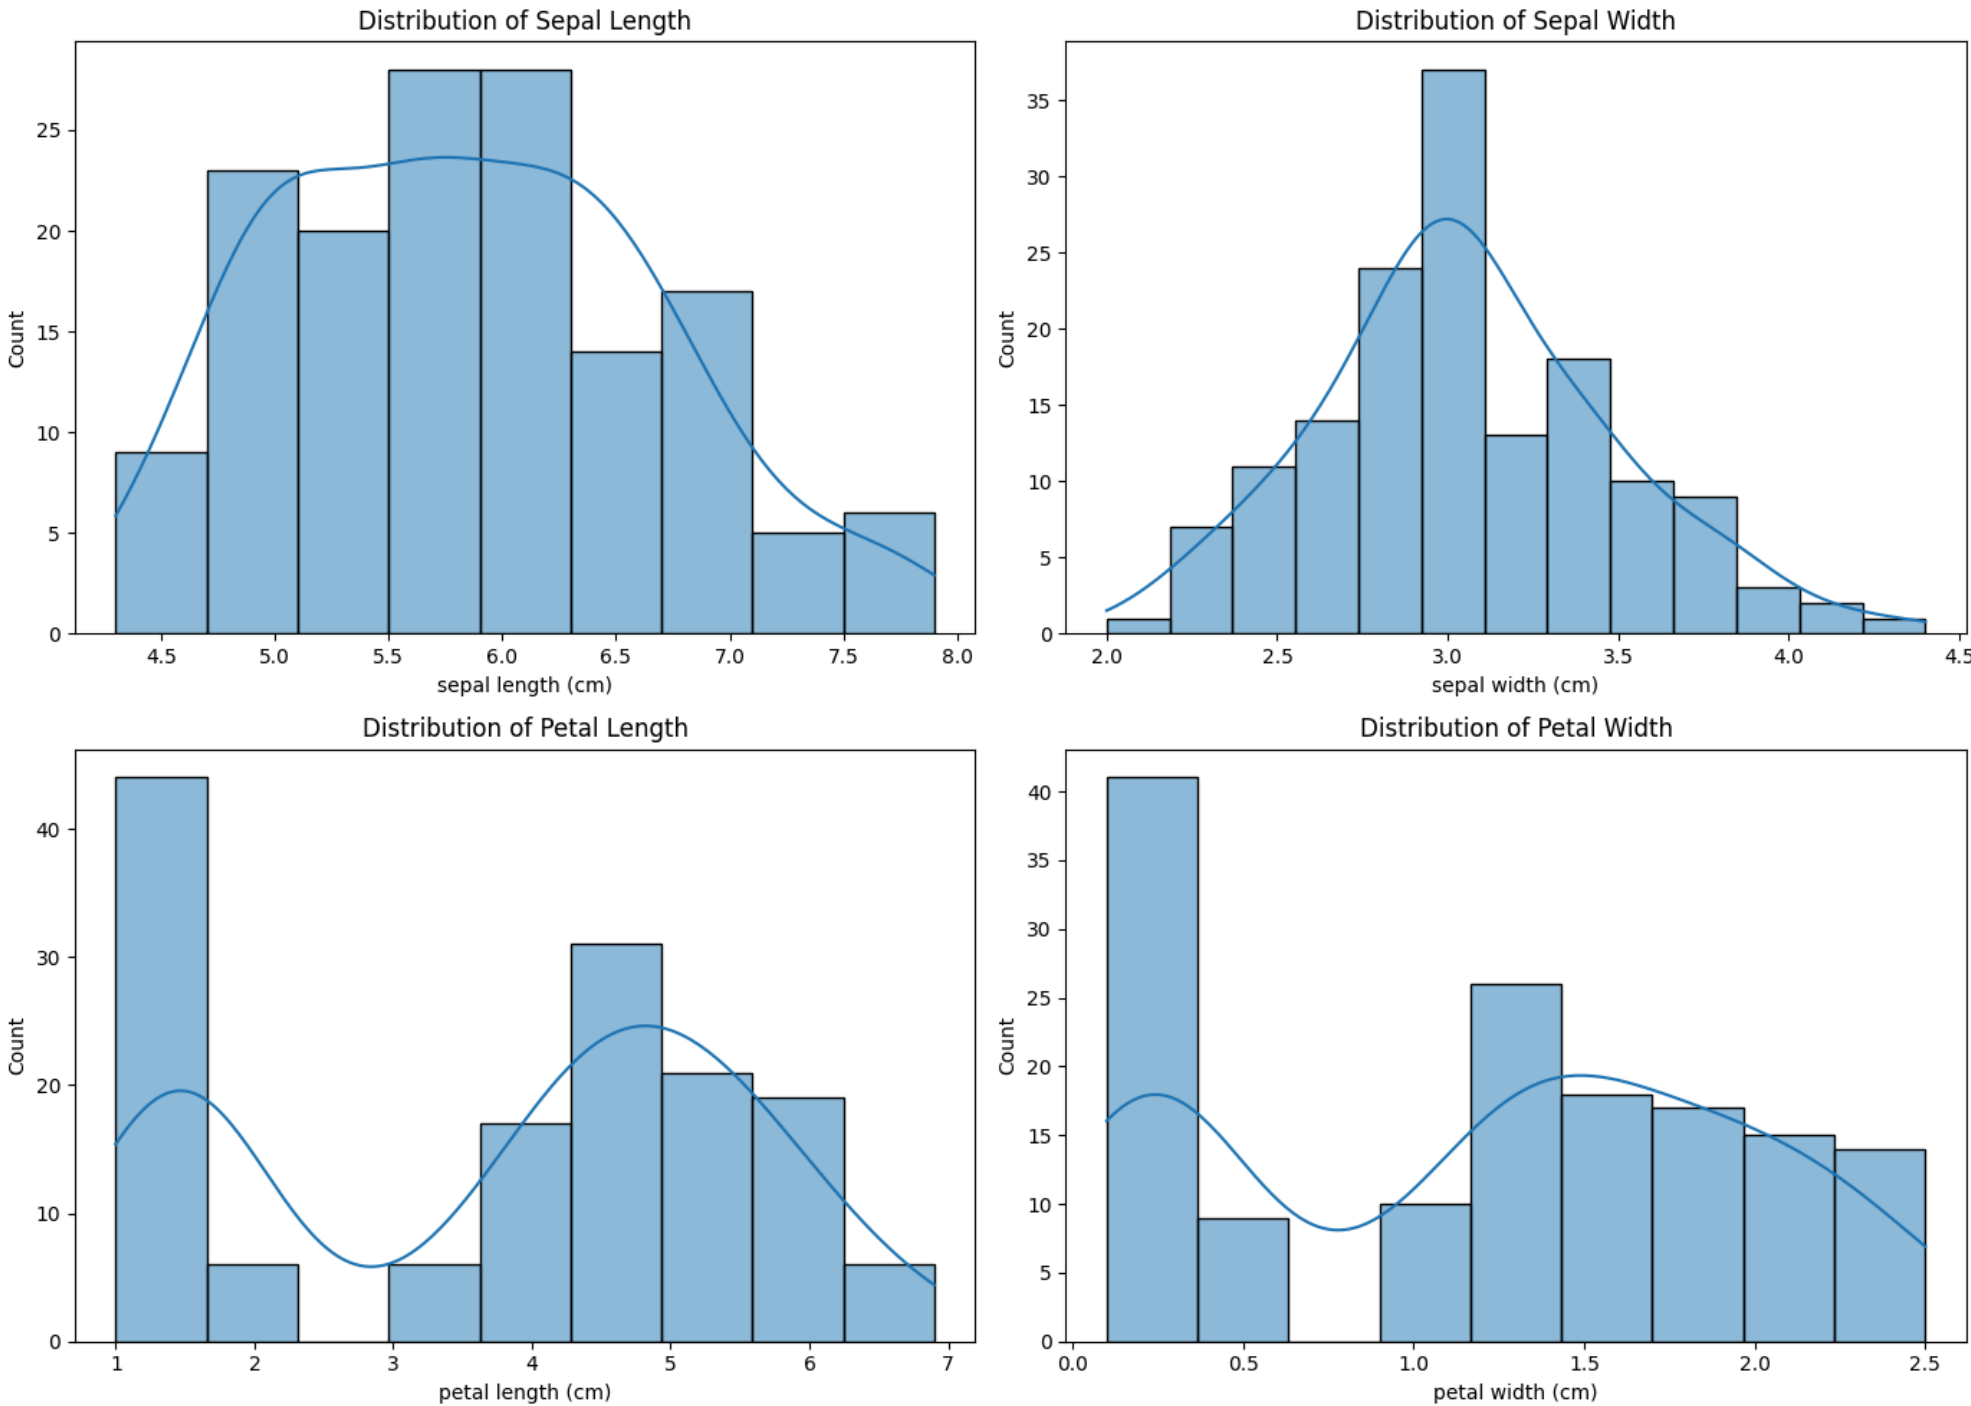 Distribution of Sepal Length
25
20
15
10
5
0
Count
4.5 5.0 5.5 6.0 6.5 7.0 7.5 8.0
sepal length (cm)
Distribution of Sepal Width
35
30
25
20
15
10
5
0
Count
2.0 2.5 3.0 3.5 4.0 4.5
sepal width (cm)
Distribution of Petal Length
40
30
20
10
0
Count
1 2 3 4 5 6 7
petal length (cm)
Distribution of Petal Width
40
35
30
25
20
15
10
5
0
Count
0.0 0.5 1.0 1.5 2.0 2.5
petal width (cm)